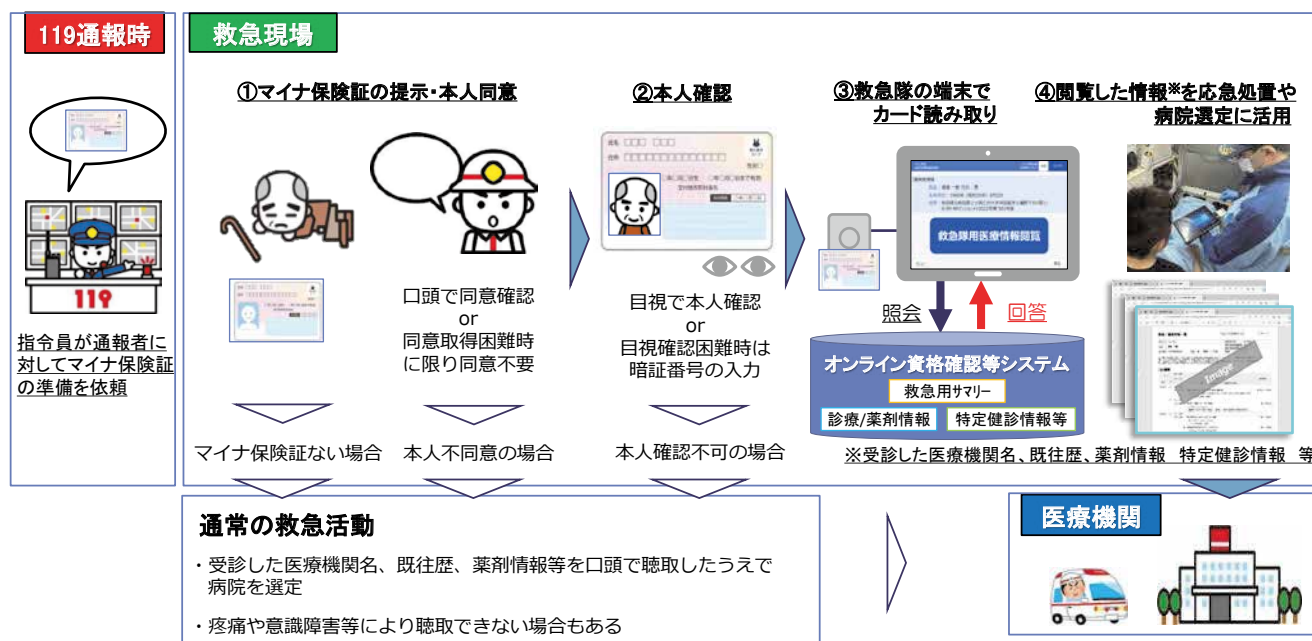 119通報時
119
指令員が通報者に
対してマイナ保険証
の準備を依頼
救急現場
①マイナ保険証の提示・本人同意
口頭で同意確認
or
同意取得困難時
に限り同意不要
マイナ保険証ない場合
本人不同意の場合
②本人確認
目視で本人確認
or
目視確認困難時は
暗証番号の入力
本人確認不可の場合
③救急隊の端末で
カード読み取り
救急隊用医療情報閲覧
照会
回答
オンライン資格確認等システム
救急用サマリー
診療/薬剤情報
特定健診情報等
④閲覧した情報※を応急処置や
病院選定に活用
Image
※受診した医療機関名、既往歴、薬剤情報 特定健診情報 等
通常の救急活動
・受診した医療機関名、既往歴、薬剤情報等を口頭で聴取したうえで
病院を選定
・疼痛や意識障害等により聴取できない場合もある
医療機関